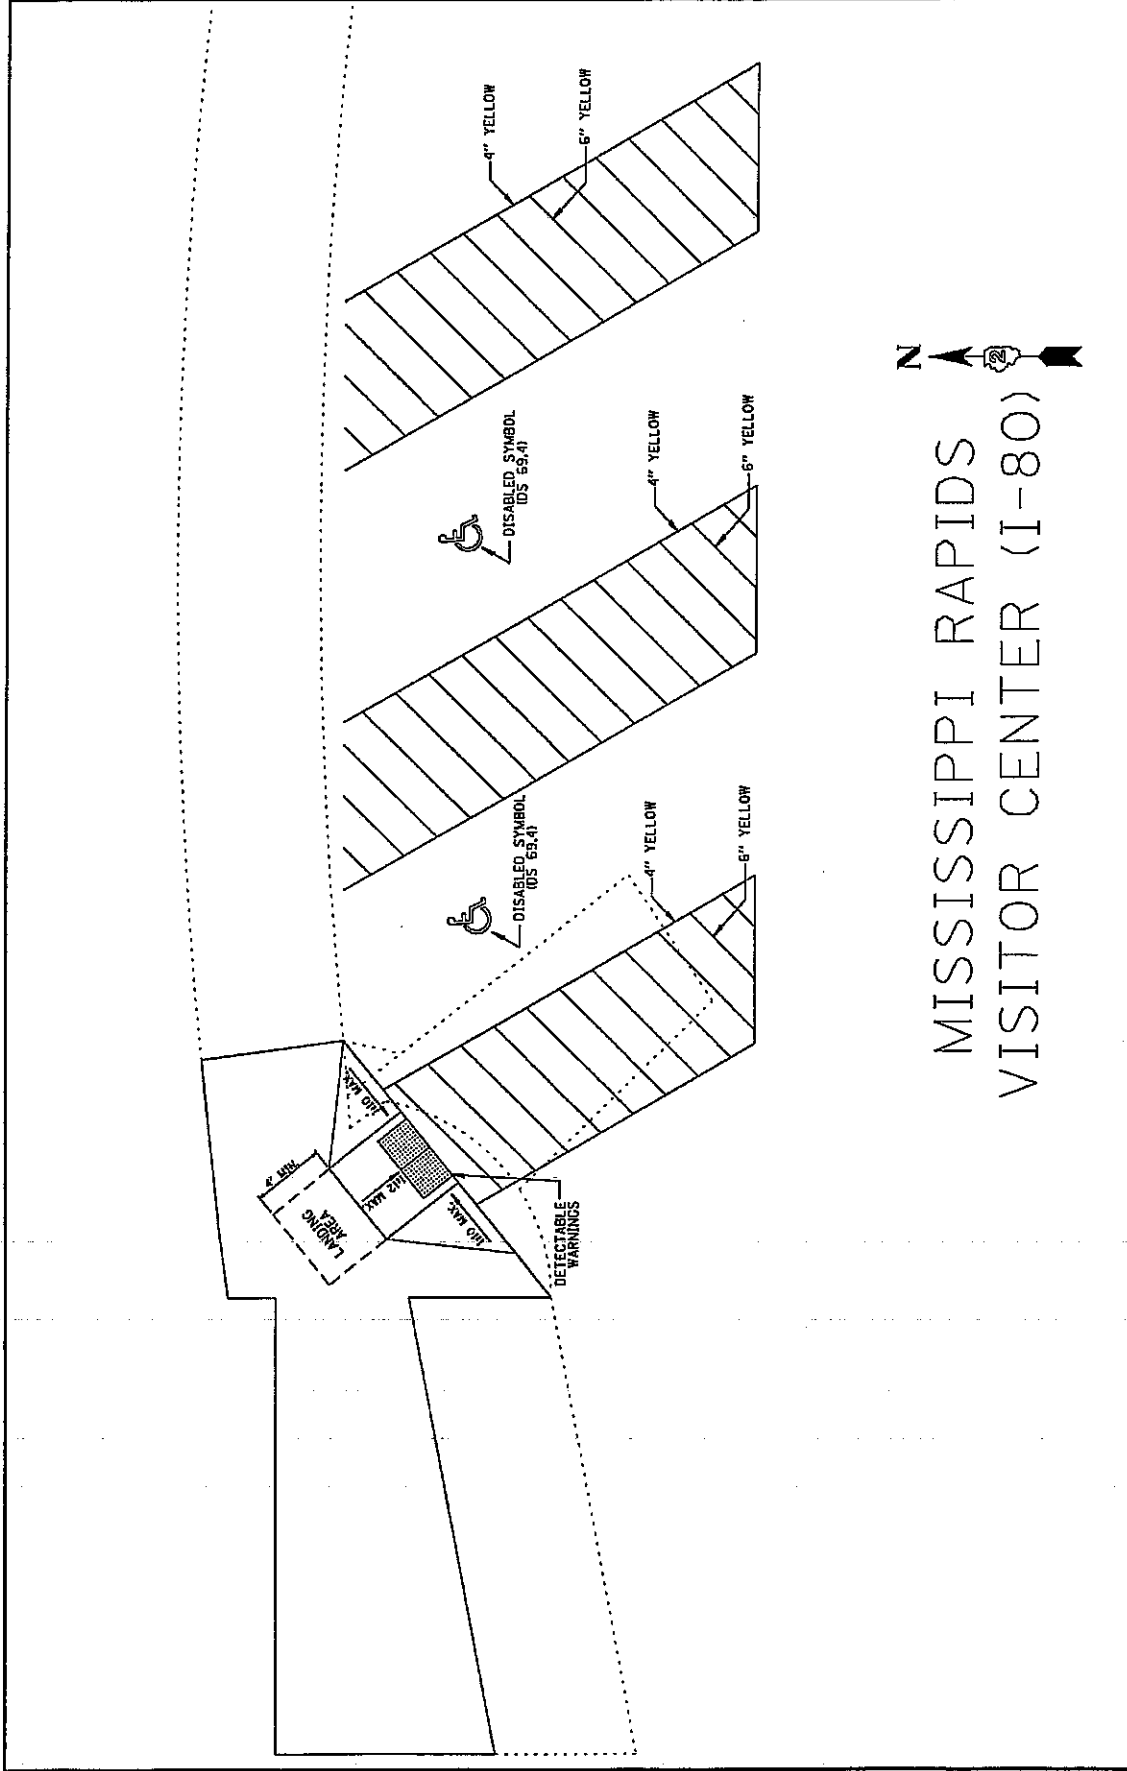 4' MIN.
LANDING
AREA
1:10 MAX.
1:12 MAX.
1:10 MAX.
DETECTABLE
WARNINGS
DISABLED SYMBOL
(DS 69.4)
4" YELLOW
6" YELLOW
DISABLED SYMBOL
(DS 69.4)
4" YELLOW
6" YELLOW
4" YELLOW
6" YELLOW
MISSISSIPPI RAPIDS
VISITOR CENTER (I-80)
N
2